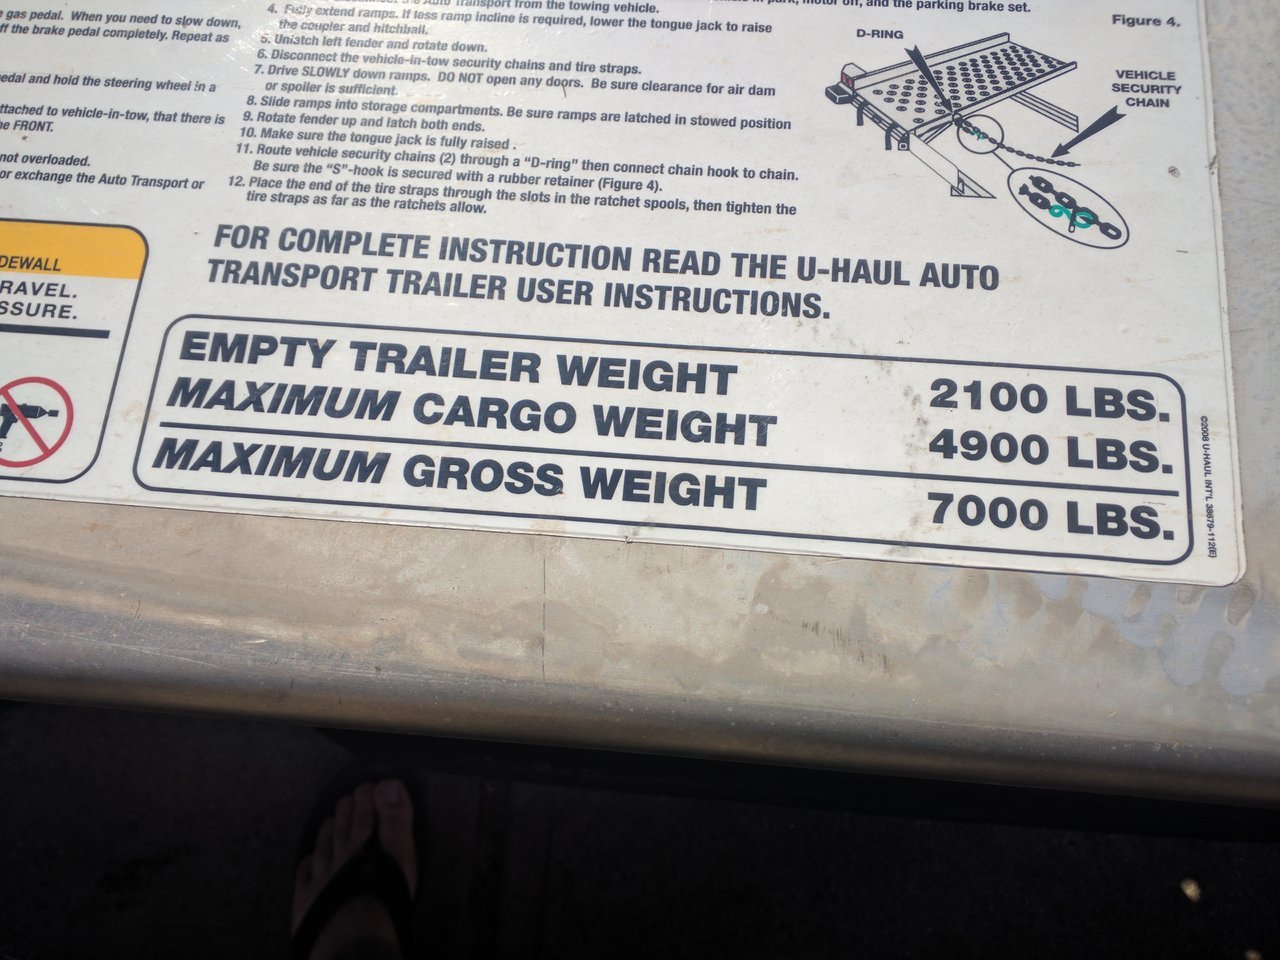 gas pedal. When you need to slow down,
the brake pedal completely. Repeat as
pedal and hold the steering wheel in a
attached to vehicle-in-tow, that there is
FRONT.
not overloaded.
or exchange the Auto Transport or
DEWALL
RAVEL.
SSURE.
Auto Transport from the towing vehicle.
in park, motor off, and the parking brake set.
4. Fully extend ramps. If less ramp incline is required, lower the tongue jack to raise
the coupler and hitchball.
5. Unlatch left fender and rotate down.
6. Disconnect the vehicle-in-tow security chains and tire straps.
7. Drive SLOWLY down ramps. DO NOT open any doors. Be sure clearance for air dam
or spoiler is sufficient.
8. Slide ramps into storage compartments. Be sure ramps are latched in stowed position
9. Rotate fender up and latch both ends.
10. Make sure the tongue jack is fully raised .
11. Route vehicle security chains (2) through a “D-ring” then connect chain hook to chain.
Be sure the “S”-hook is secured with a rubber retainer (Figure 4).
12. Place the end of the tire straps through the slots in the ratchet spools, then tighten the
tire straps as far as the ratchets allow.
Figure 4.
D-RING
VEHICLE
SECURITY
CHAIN
FOR COMPLETE INSTRUCTION READ THE U-HAUL AUTO
TRANSPORT TRAILER USER INSTRUCTIONS.
EMPTY TRAILER WEIGHT 2100 LBS.
MAXIMUM CARGO WEIGHT 4900 LBS.
MAXIMUM GROSS WEIGHT 7000 LBS.
©2008 U-HAUL INT'L 38679-112(E)